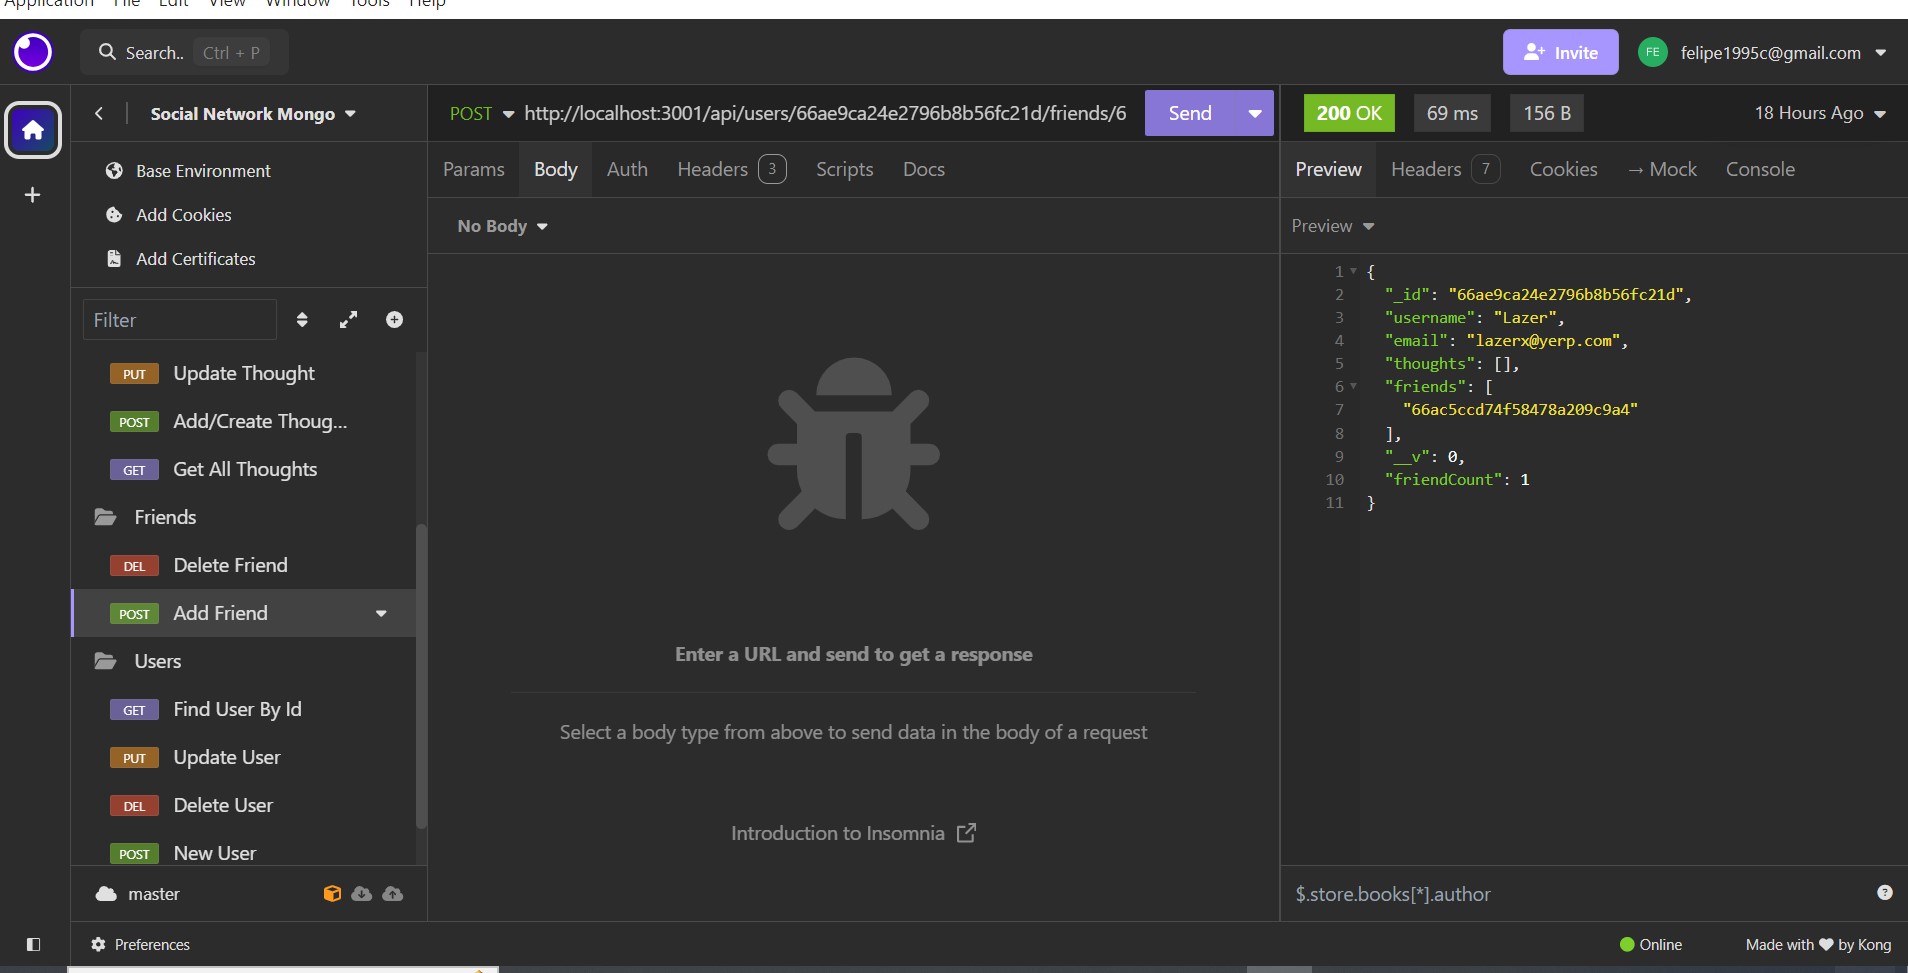 Application File Edit View Window Tools Help
Search.. Ctrl + P
Invite
FE felipe1995c@gmail.com
Social Network Mongo
POST http://localhost:3001/api/users/66ae9ca24e2796b8b56fc21d/friends/6
Send
200 OK 69 ms 156 B 18 Hours Ago
Base Environment
Add Cookies
Add Certificates
Filter
PUT Update Thought
POST Add/Create Thoug...
GET Get All Thoughts
Friends
DEL Delete Friend
POST Add Friend
Users
GET Find User By Id
PUT Update User
DEL Delete User
POST New User
master
Params Body Auth Headers 3 Scripts Docs
No Body
Enter a URL and send to get a response
Select a body type from above to send data in the body of a request
Introduction to Insomnia
Preview Headers 7 Cookies → Mock Console
Preview
1 {
2 "_id": "66ae9ca24e2796b8b56fc21d",
3 "username": "Lazer",
4 "email": "lazerx@yerp.com",
5 "thoughts": [],
6 "friends": [
7 "66ac5ccd74f58478a209c9a4"
8 ],
9 "__v": 0,
10 "friendCount": 1
11 }
$.store.books[*].author
?
Preferences
Online
Made with ♥ by Kong